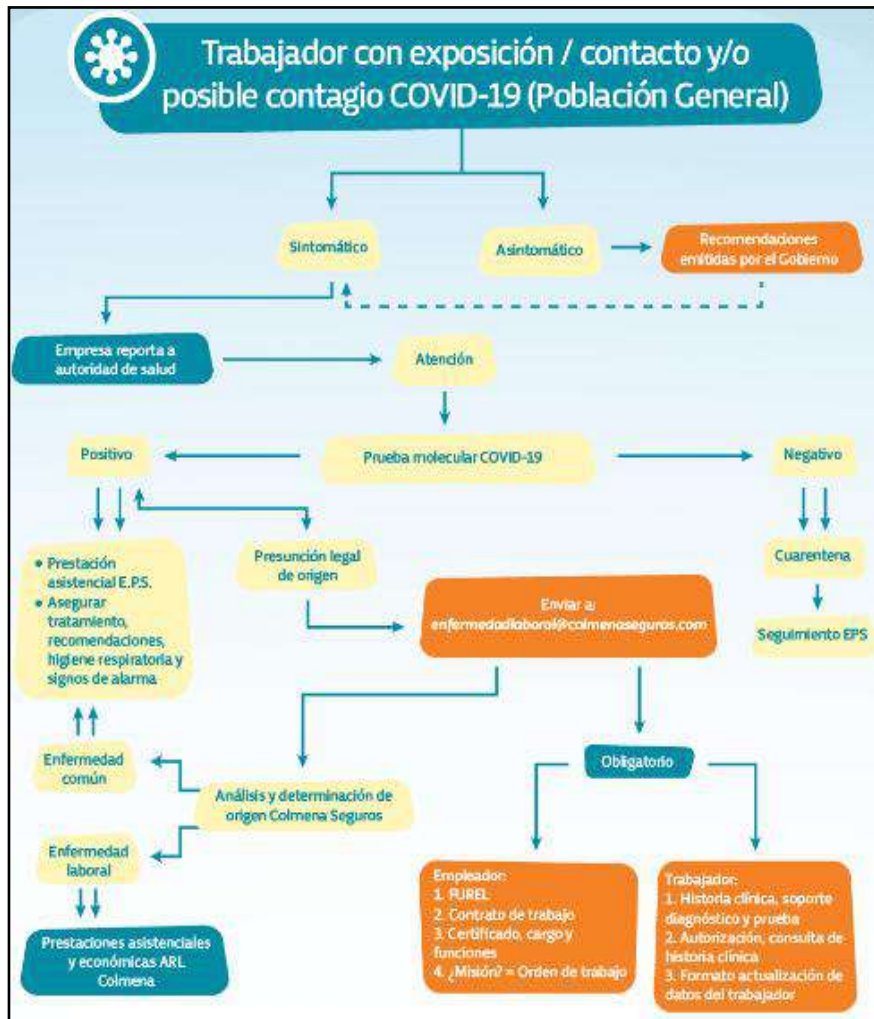 Trabajador con exposición / contacto y/o
posible contagio COVID-19 (Población General)
Sintomático
Asintomático
Recomendaciones
emitidas por el Gobierno
Empresa reporta a
autoridad de salud
Atención
Positivo
Prueba molecular COVID-19
Negativo
• Prestación
asistencial E.P.S.
• Asegurar
tratamiento,
recomendaciones,
higiene respiratoria y
signos de alarma
Presunción legal
de origen
Cuarentena
Enviar a:
enfermedadlaboral@colmenaseguros.com
Seguimiento EPS
Enfermedad
común
Obligatorio
Análisis y determinación de
origen Colmena Seguros
Enfermedad
laboral
Empleador:
1. FUREL
2. Contrato de trabajo
3. Certificado, cargo y
funciones
4. ¿Misión? = Orden de trabajo
Trabajador:
1. Historia clínica, soporte
diagnóstico y prueba
2. Autorización, consulta de
historia clínica
3. Formato actualización de
datos del trabajador
Prestaciones asistenciales
y económicas ARL
Colmena